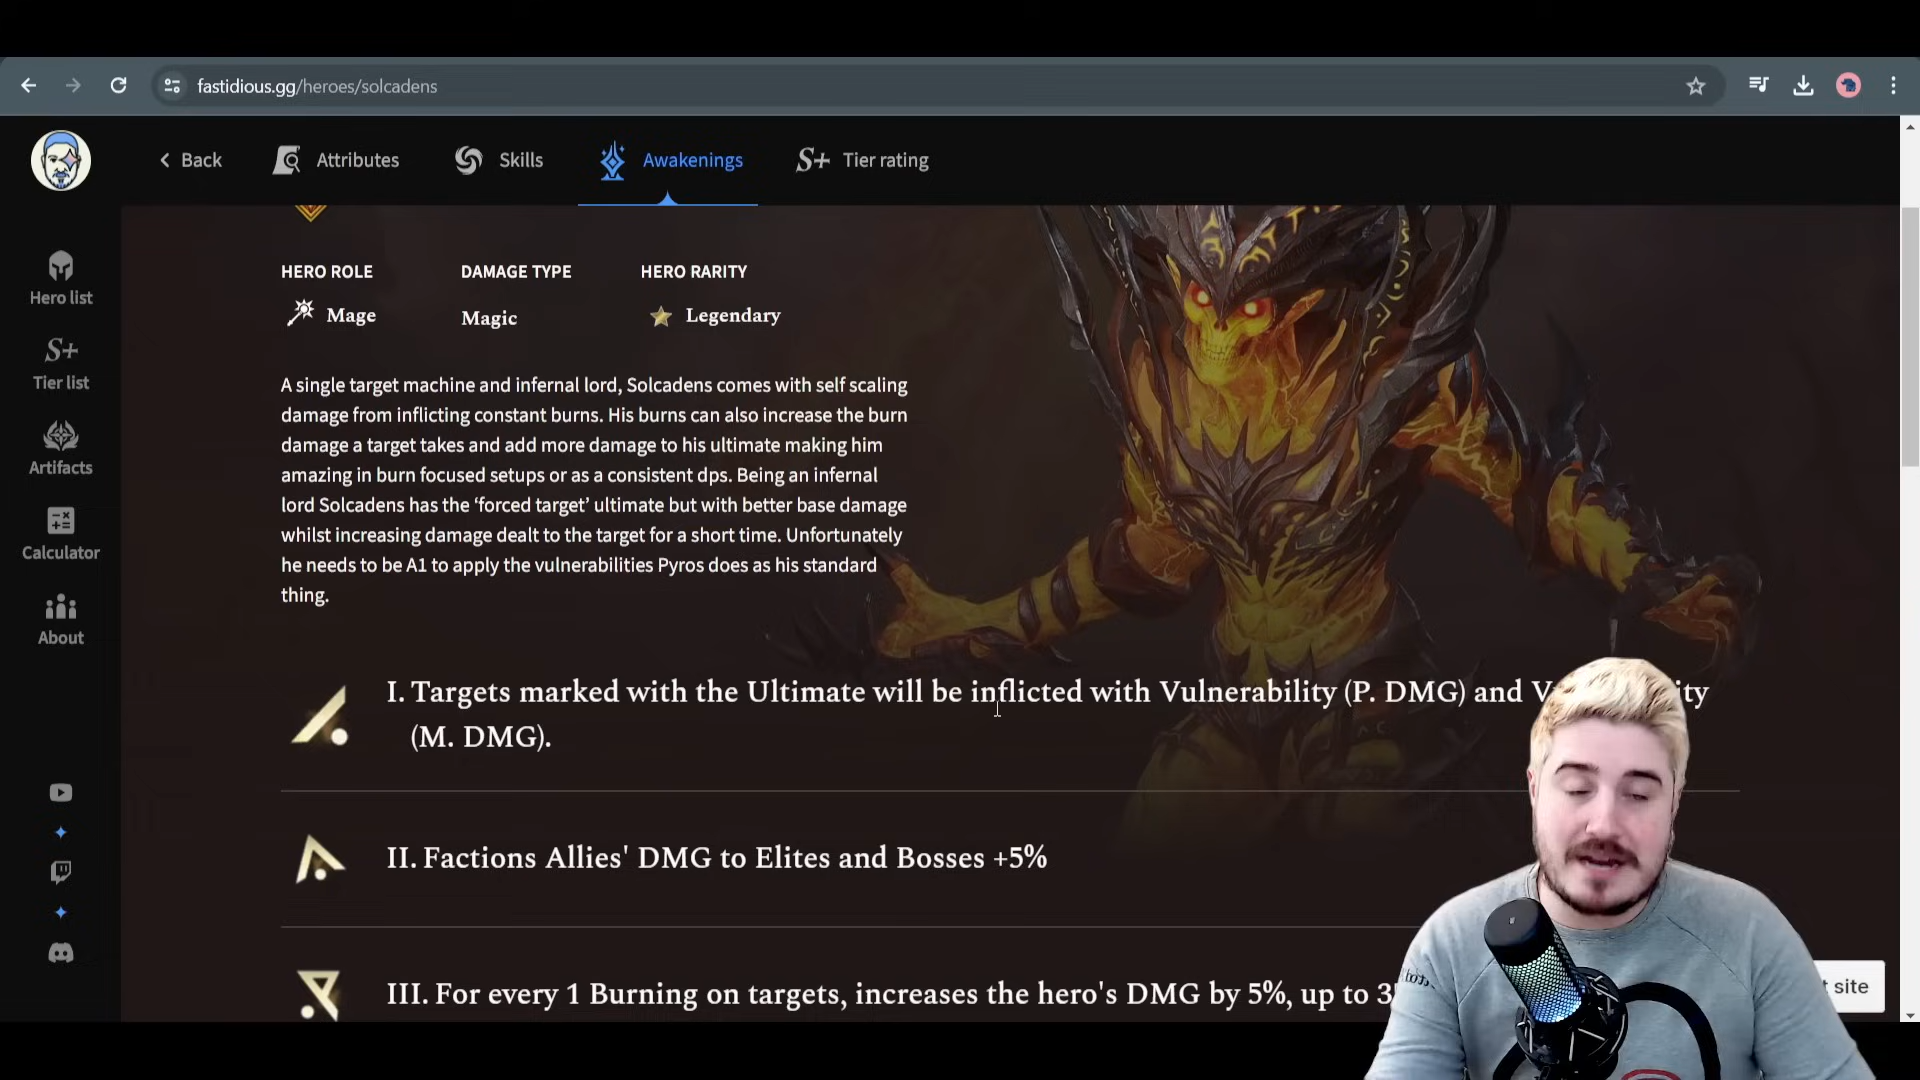 fastidious.gg/heroes/solcadens
Back
Attributes
Skills
Awakenings
S+ Tier rating
Hero list
S+
Tier list
Artifacts
Calculator
About
HERO ROLE
DAMAGE TYPE
HERO RARITY
Mage
Magic
Legendary
A single target machine and infernal lord, Solcadens comes with self scaling
damage from inflicting constant burns. His burns can also increase the burn
damage a target takes and add more damage to his ultimate making him
amazing in burn focused setups or as a consistent dps. Being an infernal
lord Solcadens has the ‘forced target’ ultimate but with better base damage
whilst increasing damage dealt to the target for a short time. Unfortunately
he needs to be A1 to apply the vulnerabilities Pyros does as his standard
thing.
I. Targets marked with the Ultimate will be inflicted with Vulnerability (P. DMG) and
(M. DMG).
II. Factions Allies' DMG to Elites and Bosses +5%
III. For every 1 Burning on targets, increases the hero's DMG by 5%, up to
site